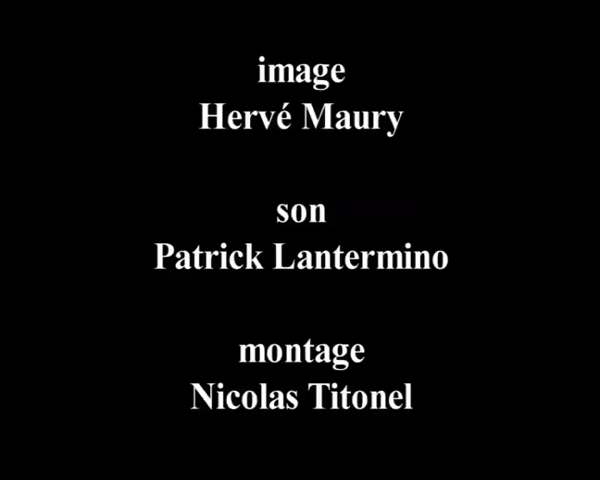 image
Hervé Maury
son
Patrick Lantermino
montage
Nicolas Titonel